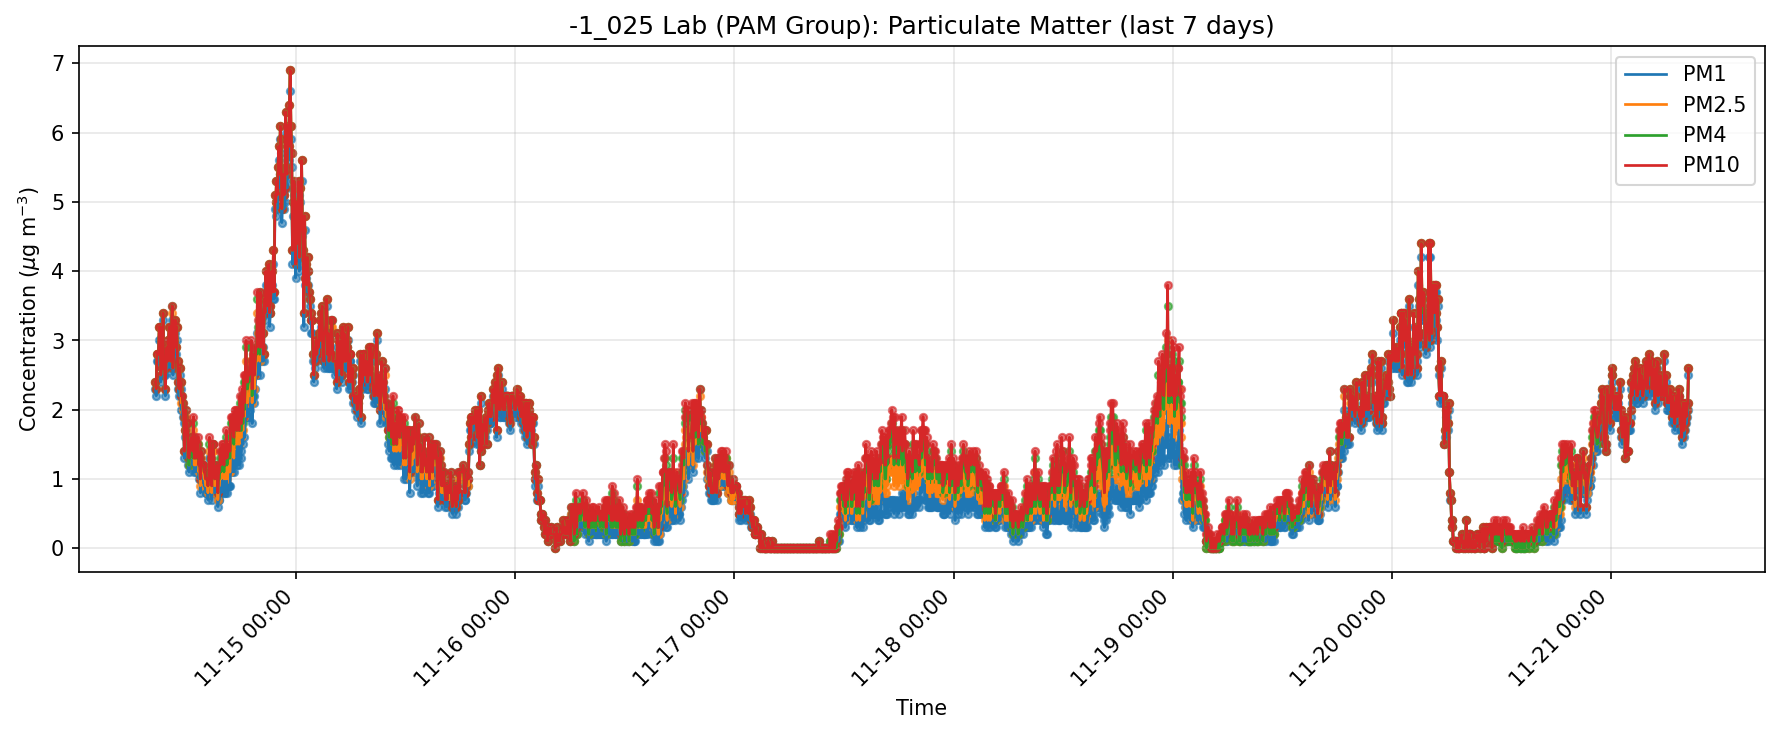 -1_025 Lab (PAM Group): Particulate Matter (last 7 days)
7
6
5
4
3
2
1
0
Concentration (μg m⁻³)
PM1
PM2.5
PM4
PM10
11-15 00:00
11-16 00:00
11-17 00:00
11-18 00:00
11-19 00:00
11-20 00:00
11-21 00:00
Time